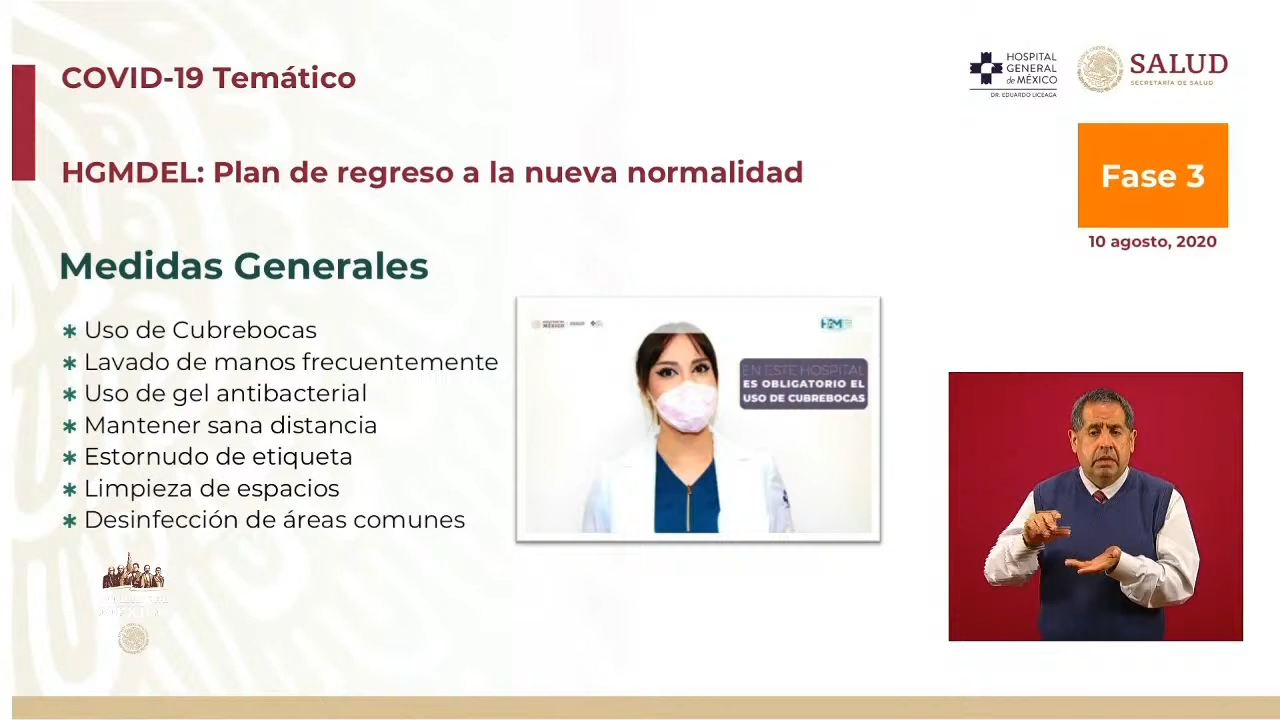 COVID-19 Temático
HOSPITAL
GENERAL
de MÉXICO
DR. EDUARDO LICEAGA
SALUD
SECRETARÍA DE SALUD
HGMDEL: Plan de regreso a la nueva normalidad
Fase 3
10 agosto, 2020
Medidas Generales
Uso de Cubrebocas
Lavado de manos frecuentemente
Uso de gel antibacterial
Mantener sana distancia
Estornudo de etiqueta
Limpieza de espacios
Desinfección de áreas comunes
EN ESTE HOSPITAL
ES OBLIGATORIO EL
USO DE CUBREBOCAS